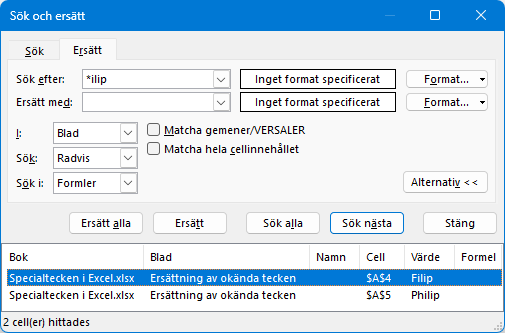 Sök och ersätt
Sök Ersätt
Sök efter: *ilip Inget format specificerat Format...
Ersätt med: Inget format specificerat Format...
I: Blad Matcha gemener/VERSALER
Sök: Radvis Matcha hela cellinnehållet
Sök i: Formler Alternativ <<
Ersätt alla Ersätt Sök alla Sök nästa Stäng
Bok Blad Namn Cell Värde Formel
Specialtecken i Excel.xlsx Ersättning av okända tecken $A$4 Filip
Specialtecken i Excel.xlsx Ersättning av okända tecken $A$5 Philip
2 cell(er) hittades